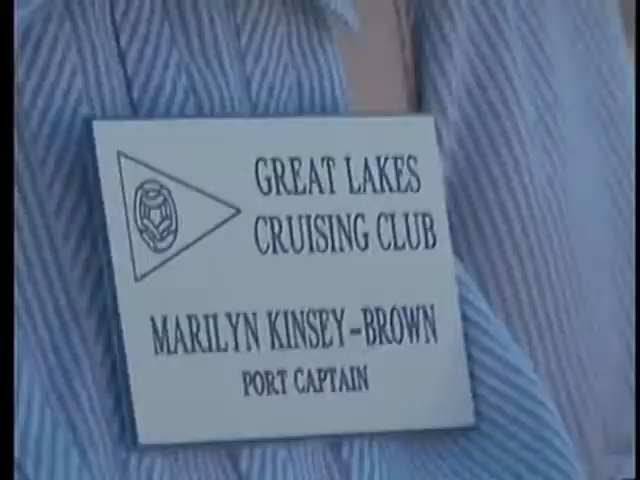 GREAT LAKES
CRUISING CLUB
MARILYN KINSEY-BROWN
PORT CAPTAIN